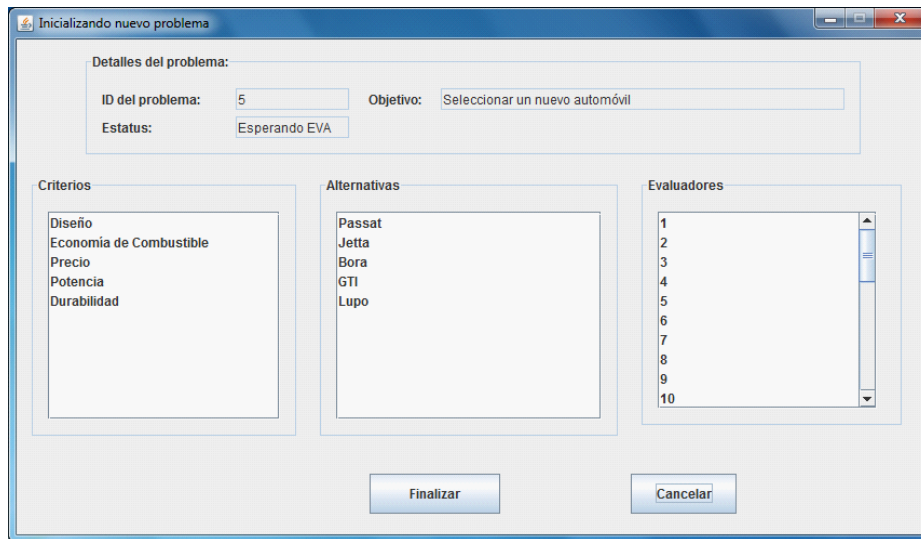 Inicializando nuevo problema
Detalles del problema:
ID del problema: 5 Objetivo: Seleccionar un nuevo automóvil
Estatus: Esperando EVA
Criterios
Diseño
Economía de Combustible
Precio
Potencia
Durabilidad
Alternativas
Passat
Jetta
Bora
GTI
Lupo
Evaluadores
1
2
3
4
5
6
7
8
9
10
Finalizar Cancelar